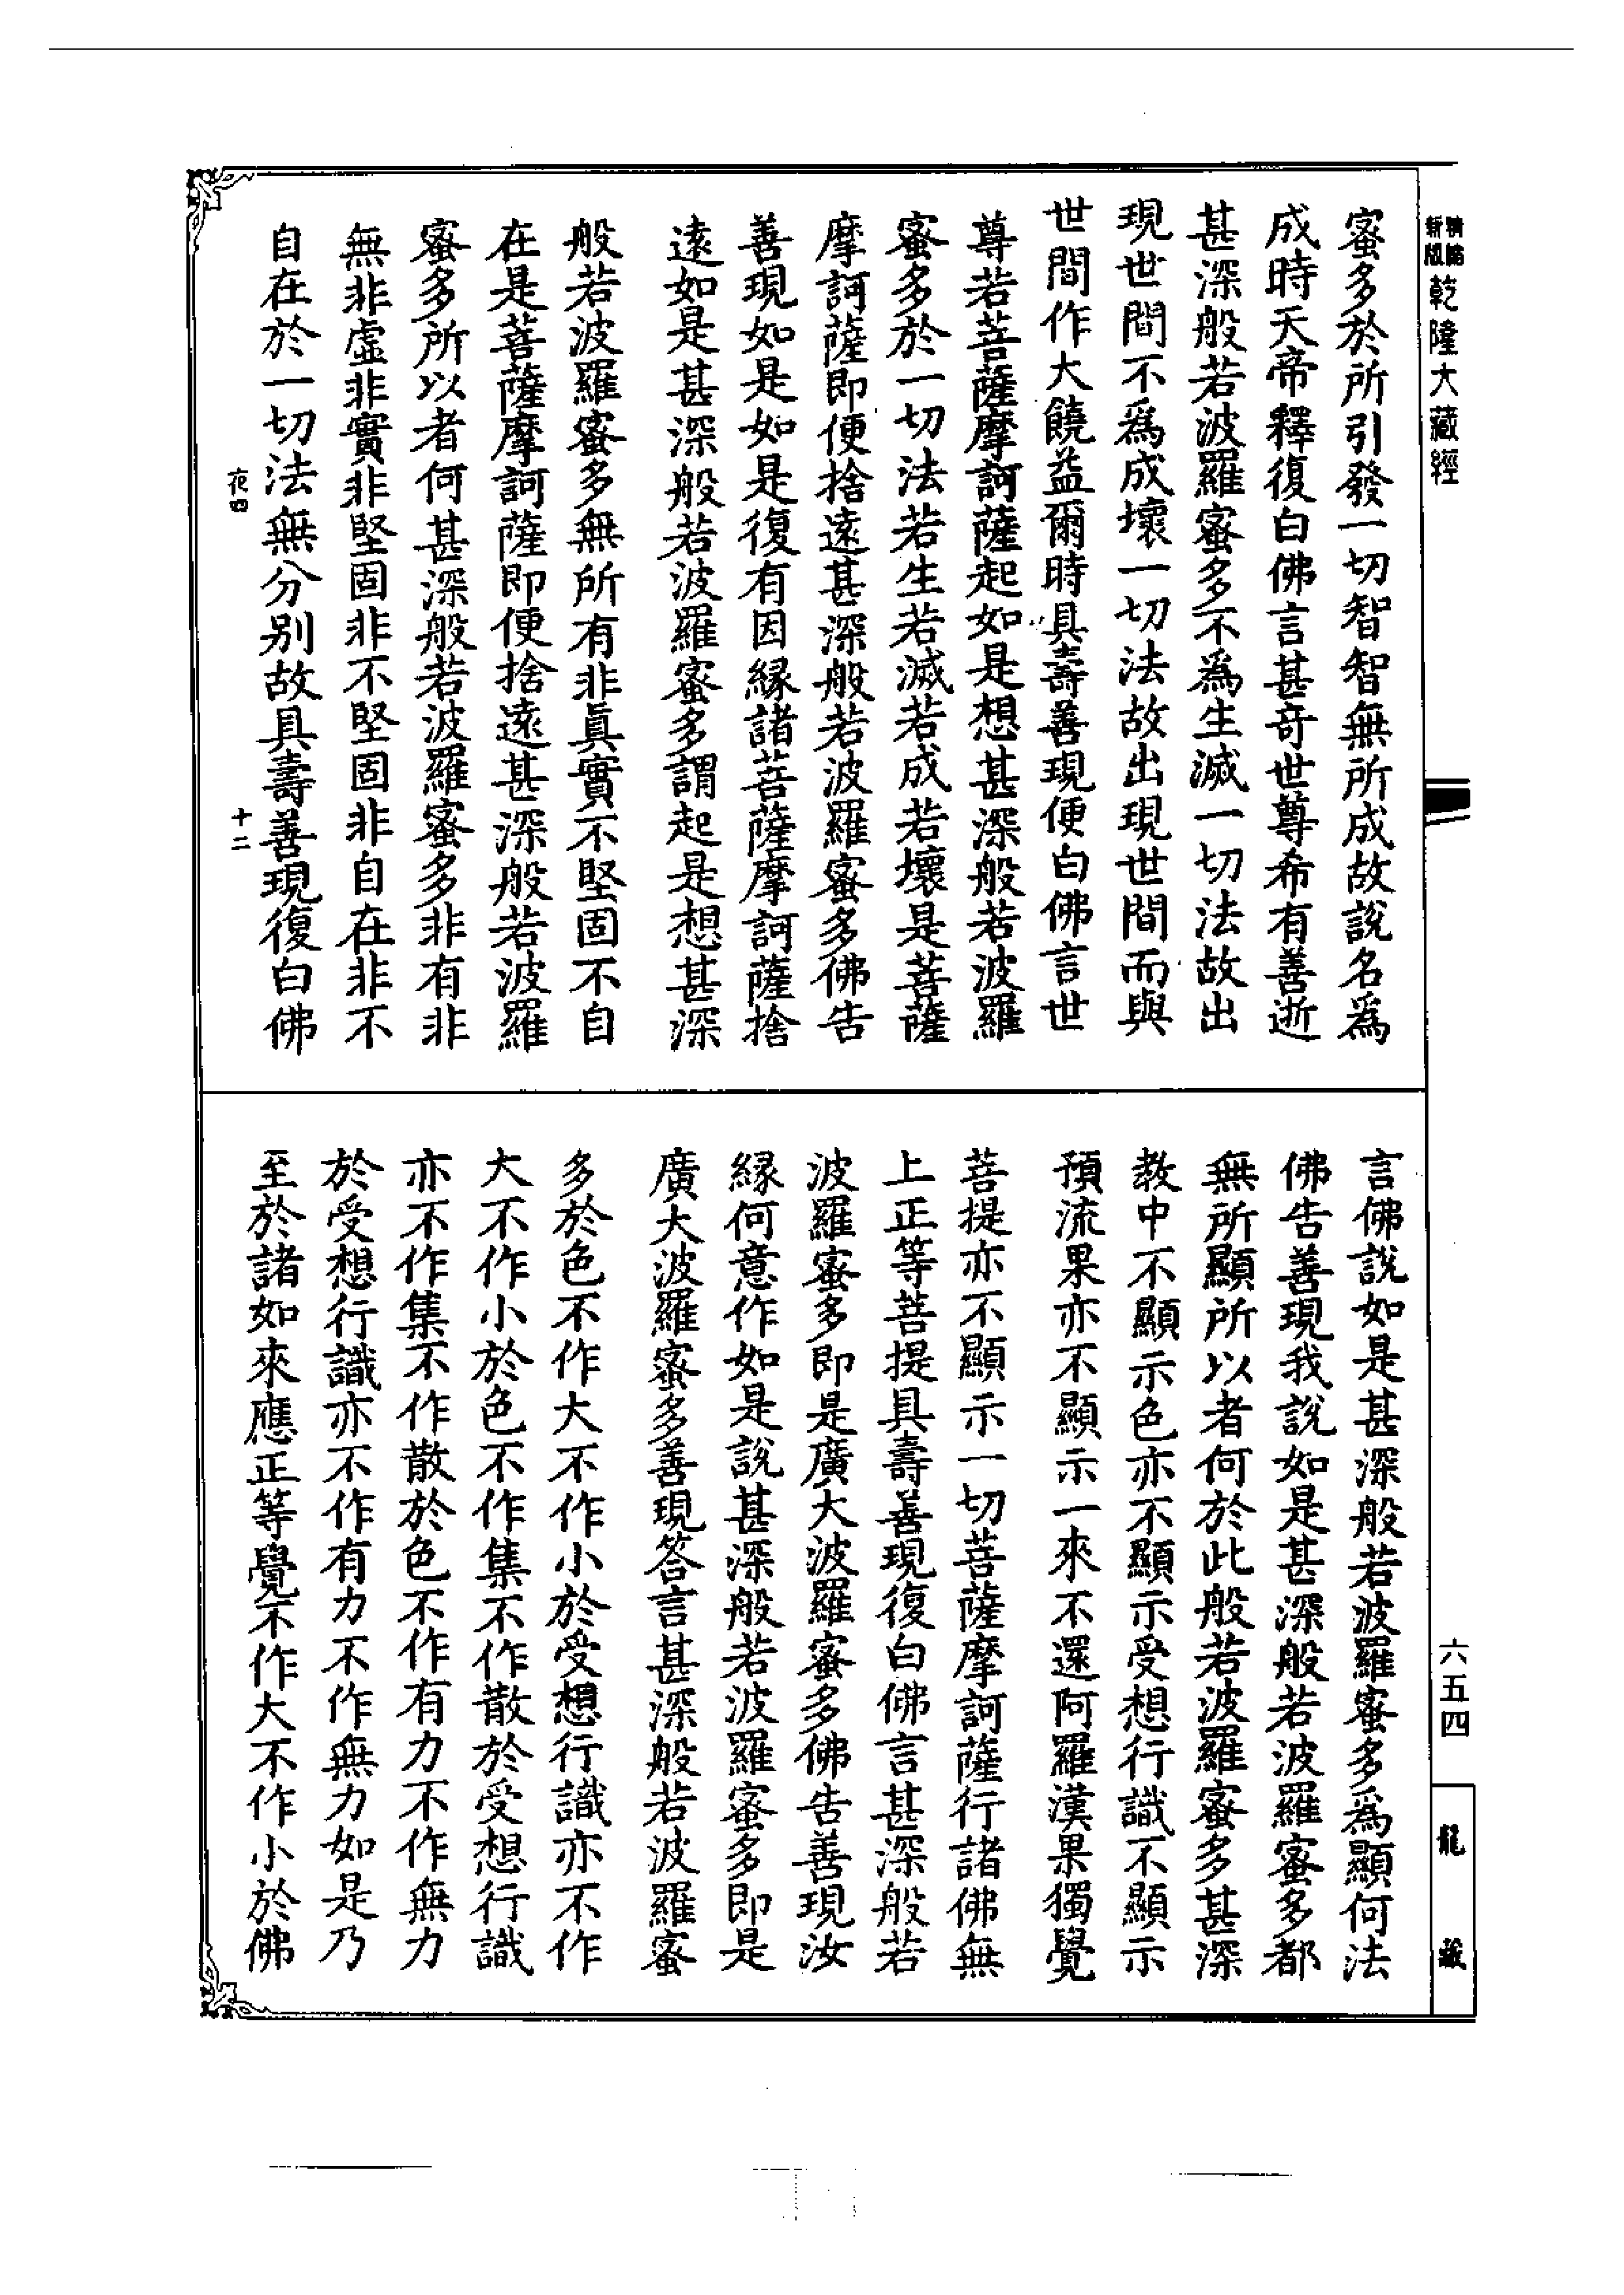 新版
精縮
乾隆大藏經
六五四
龍藏
蜜多於所引發一切智智無所成故說名為
成時天帝釋復白佛言甚奇世尊希有善逝
甚深般若波羅蜜多不為生滅一切法故出
現世間不為成壞一切法故出現世間而與
世間作大饒益爾時具壽善現便白佛言世
尊若菩薩摩訶薩起如是想甚深般若波羅
蜜多於一切法若生若滅若成若壞是菩薩
摩訶薩即便捨遠甚深般若波羅蜜多佛告
善現如是如是復有因緣諸菩薩摩訶薩捨
遠如是甚深般若波羅蜜多謂起是想甚深
般若波羅蜜多無所有非真實不堅固不自
在是菩薩摩訶薩即便捨遠甚深般若波羅
蜜多所以者何甚深般若波羅蜜多非有非
無非虛非實非堅固非不堅固非自在非不
自在於一切法無分別故具壽善現復白佛
夜四
十二
言佛說如是甚深般若波羅蜜多為顯何法
佛告善現我說如是甚深般若波羅蜜多都
無所顯所以者何於此般若波羅蜜多甚深
教中不顯示色亦不顯示受想行識不顯示
預流果亦不顯示一來不還阿羅漢果獨覺
菩提亦不顯示一切菩薩摩訶薩行諸佛無
上正等菩提具壽善現復白佛言甚深般若
波羅蜜多即是廣大波羅蜜多佛告善現汝
緣何意作如是說甚深般若波羅蜜多即是
廣大波羅蜜多善現答言甚深般若波羅蜜
多於色不作大不作小於受想行識亦不作
大不作小於色不作集不作散於受想行識
亦不作集不作散於色不作有力不作無力
於受想行識亦不作有力不作無力如是乃
至於諸如來應正等覺不作大不作小於佛